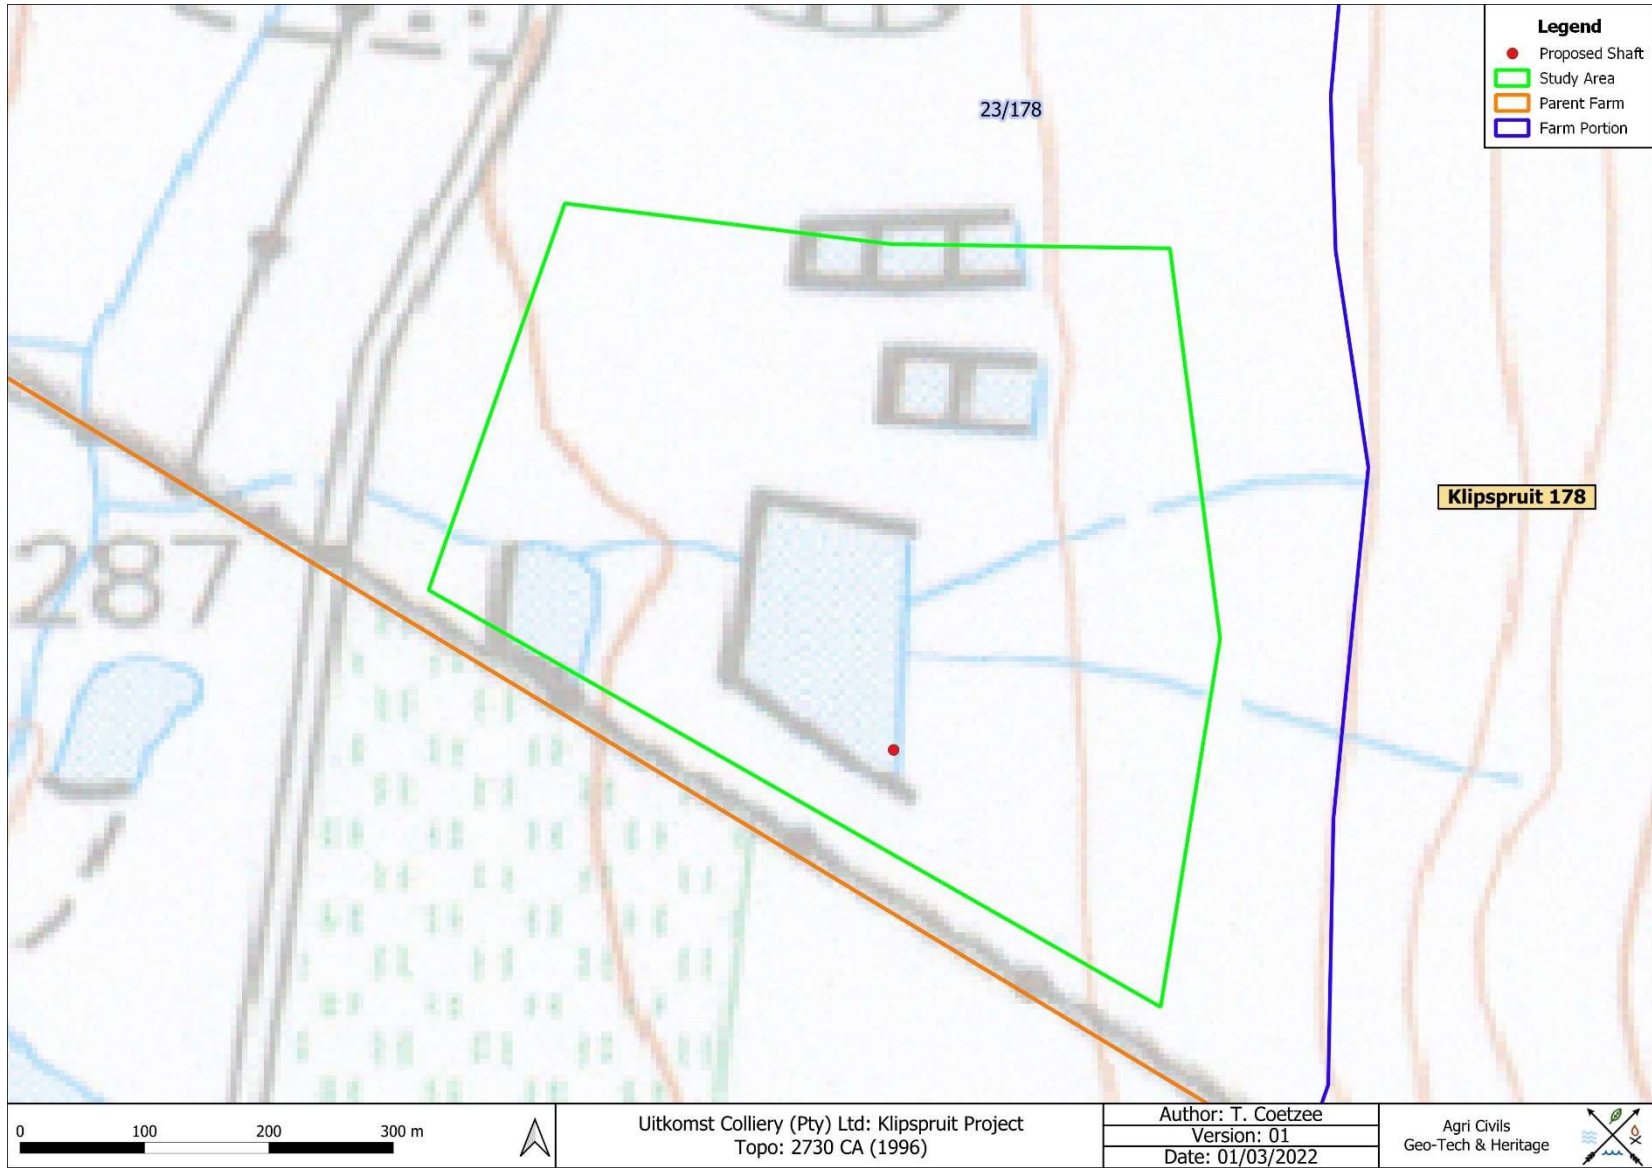 Legend
Proposed Shaft
Study Area
Parent Farm
Farm Portion
23/178
Klipspruit 178
287
0 100 200 300 m
Uitkomst Colliery (Pty) Ltd: Klipspruit Project
Topo: 2730 CA (1996)
Author: T. Coetzee
Version: 01
Date: 01/03/2022
Agri Civils
Geo-Tech & Heritage